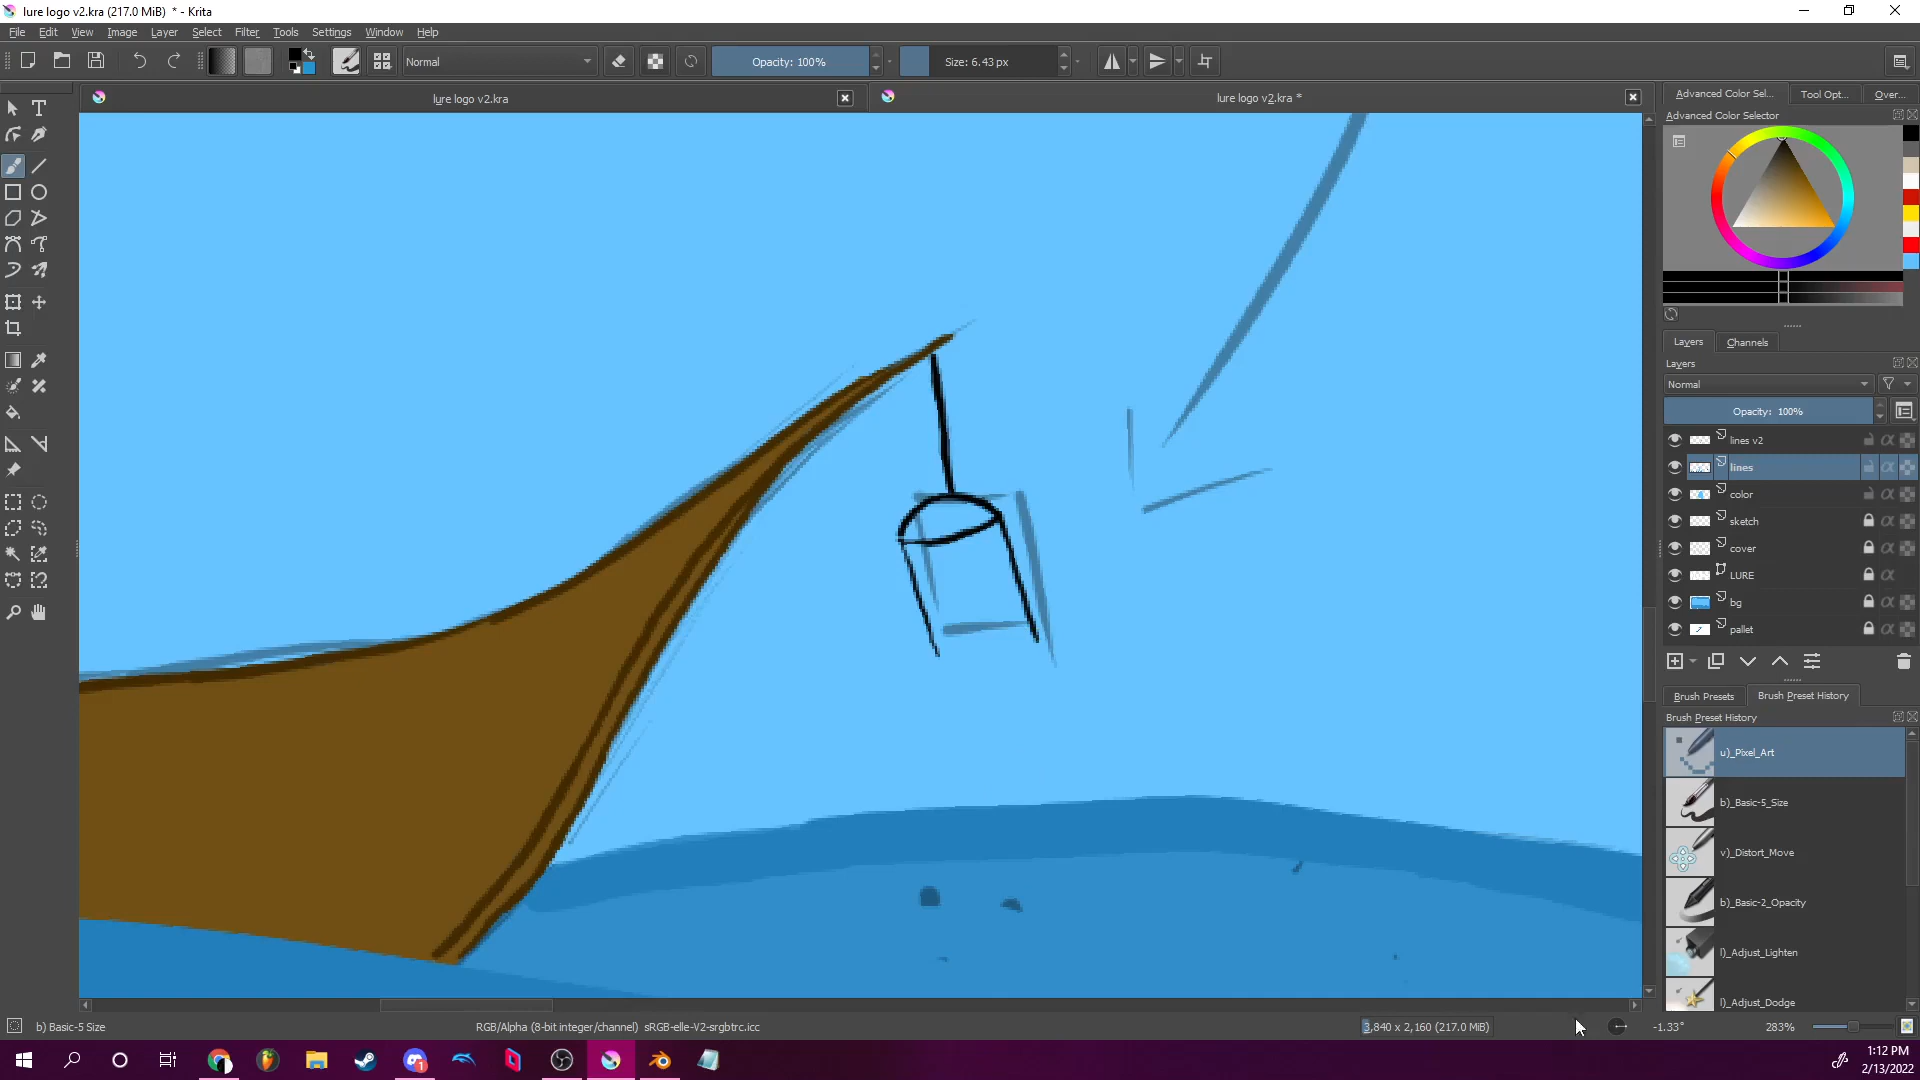 lure logo v2.kra (217.0 MiB)  * - Krita
File Edit View Image Layer Select Filter Tools Settings Window Help
Normal Opacity: 100% Size: 6.43 px
lure logo v2.kra lure logo v2.kra *
Advanced Color Sel... Tool Opt... Over...
Advanced Color Selector
Layers Channels
Layers
Normal
Opacity: 100%
lines v2
lines
color
sketch
cover
LURE
bg
pallet
Brush Presets Brush Preset History
Brush Preset History
u)_Pixel_Art
b)_Basic-5_Size
v)_Distort_Move
b)_Basic-2_Opacity
l)_Adjust_Lighten
l)_Adjust_Dodge
b) Basic-5 Size RGB/Alpha (8-bit integer/channel) sRGB-elle-V2-srgbtrc.icc 3,840 x 2,160 (217.0 MiB) -1.33° 283%
1:12 PM
2/13/2022